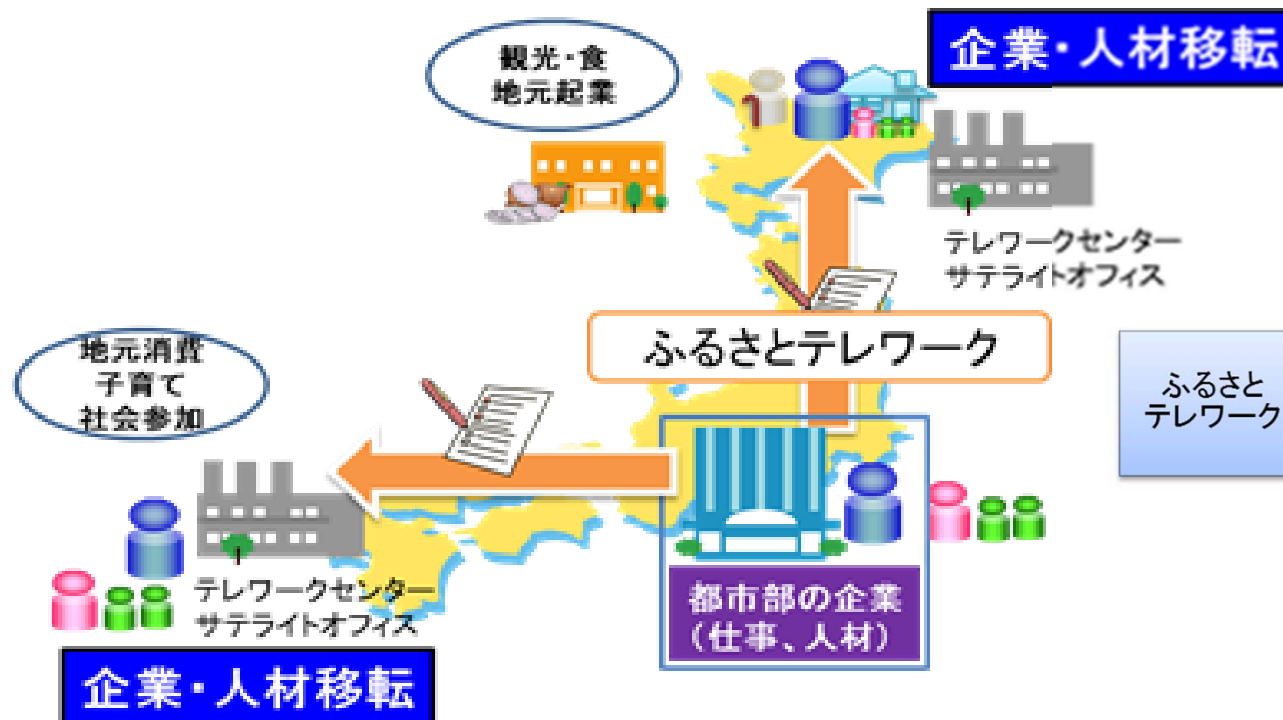 企業・人材移転
観光・食
地元起業
テレワークセンター
サテライトオフィス
ふるさとテレワーク
地元消費
子育て
社会参加
ふるさと
テレワーク
テレワークセンター
サテライトオフィス
都市部の企業
（仕事、人材）
企業・人材移転